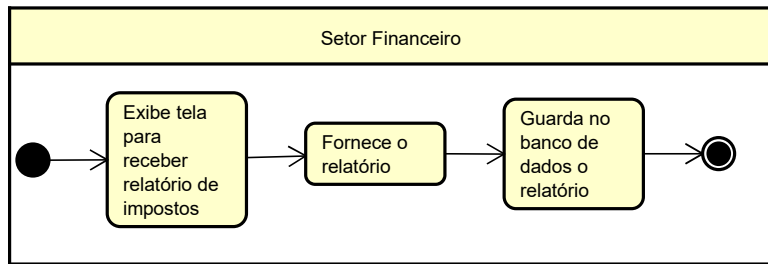 Setor Financeiro
Exibe tela
para
receber
relatório de
impostos
Fornece o
relatório
Guarda no
banco de
dados o
relatório